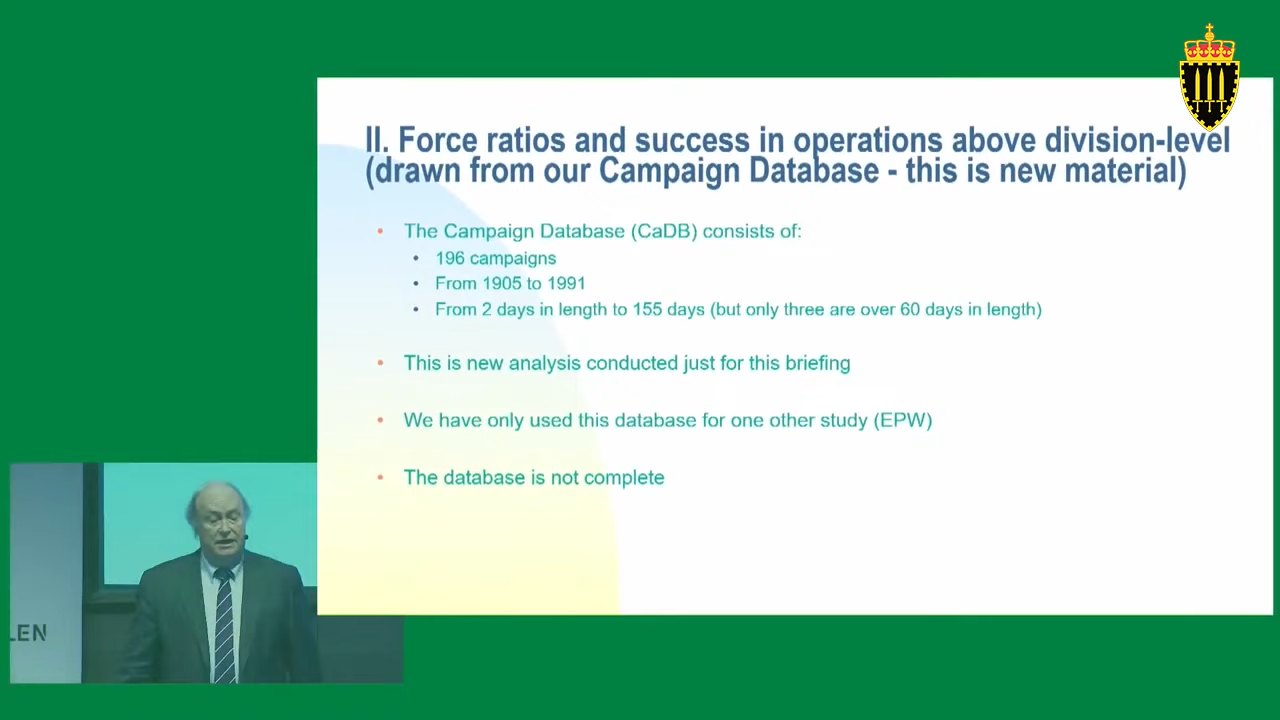 II. Force ratios and success in operations above division-level
(drawn from our Campaign Database - this is new material)
• The Campaign Database (CaDB) consists of:
• 196 campaigns
• From 1905 to 1991
• From 2 days in length to 155 days (but only three are over 60 days in length)
• This is new analysis conducted just for this briefing
• We have only used this database for one other study (EPW)
• The database is not complete
LEN